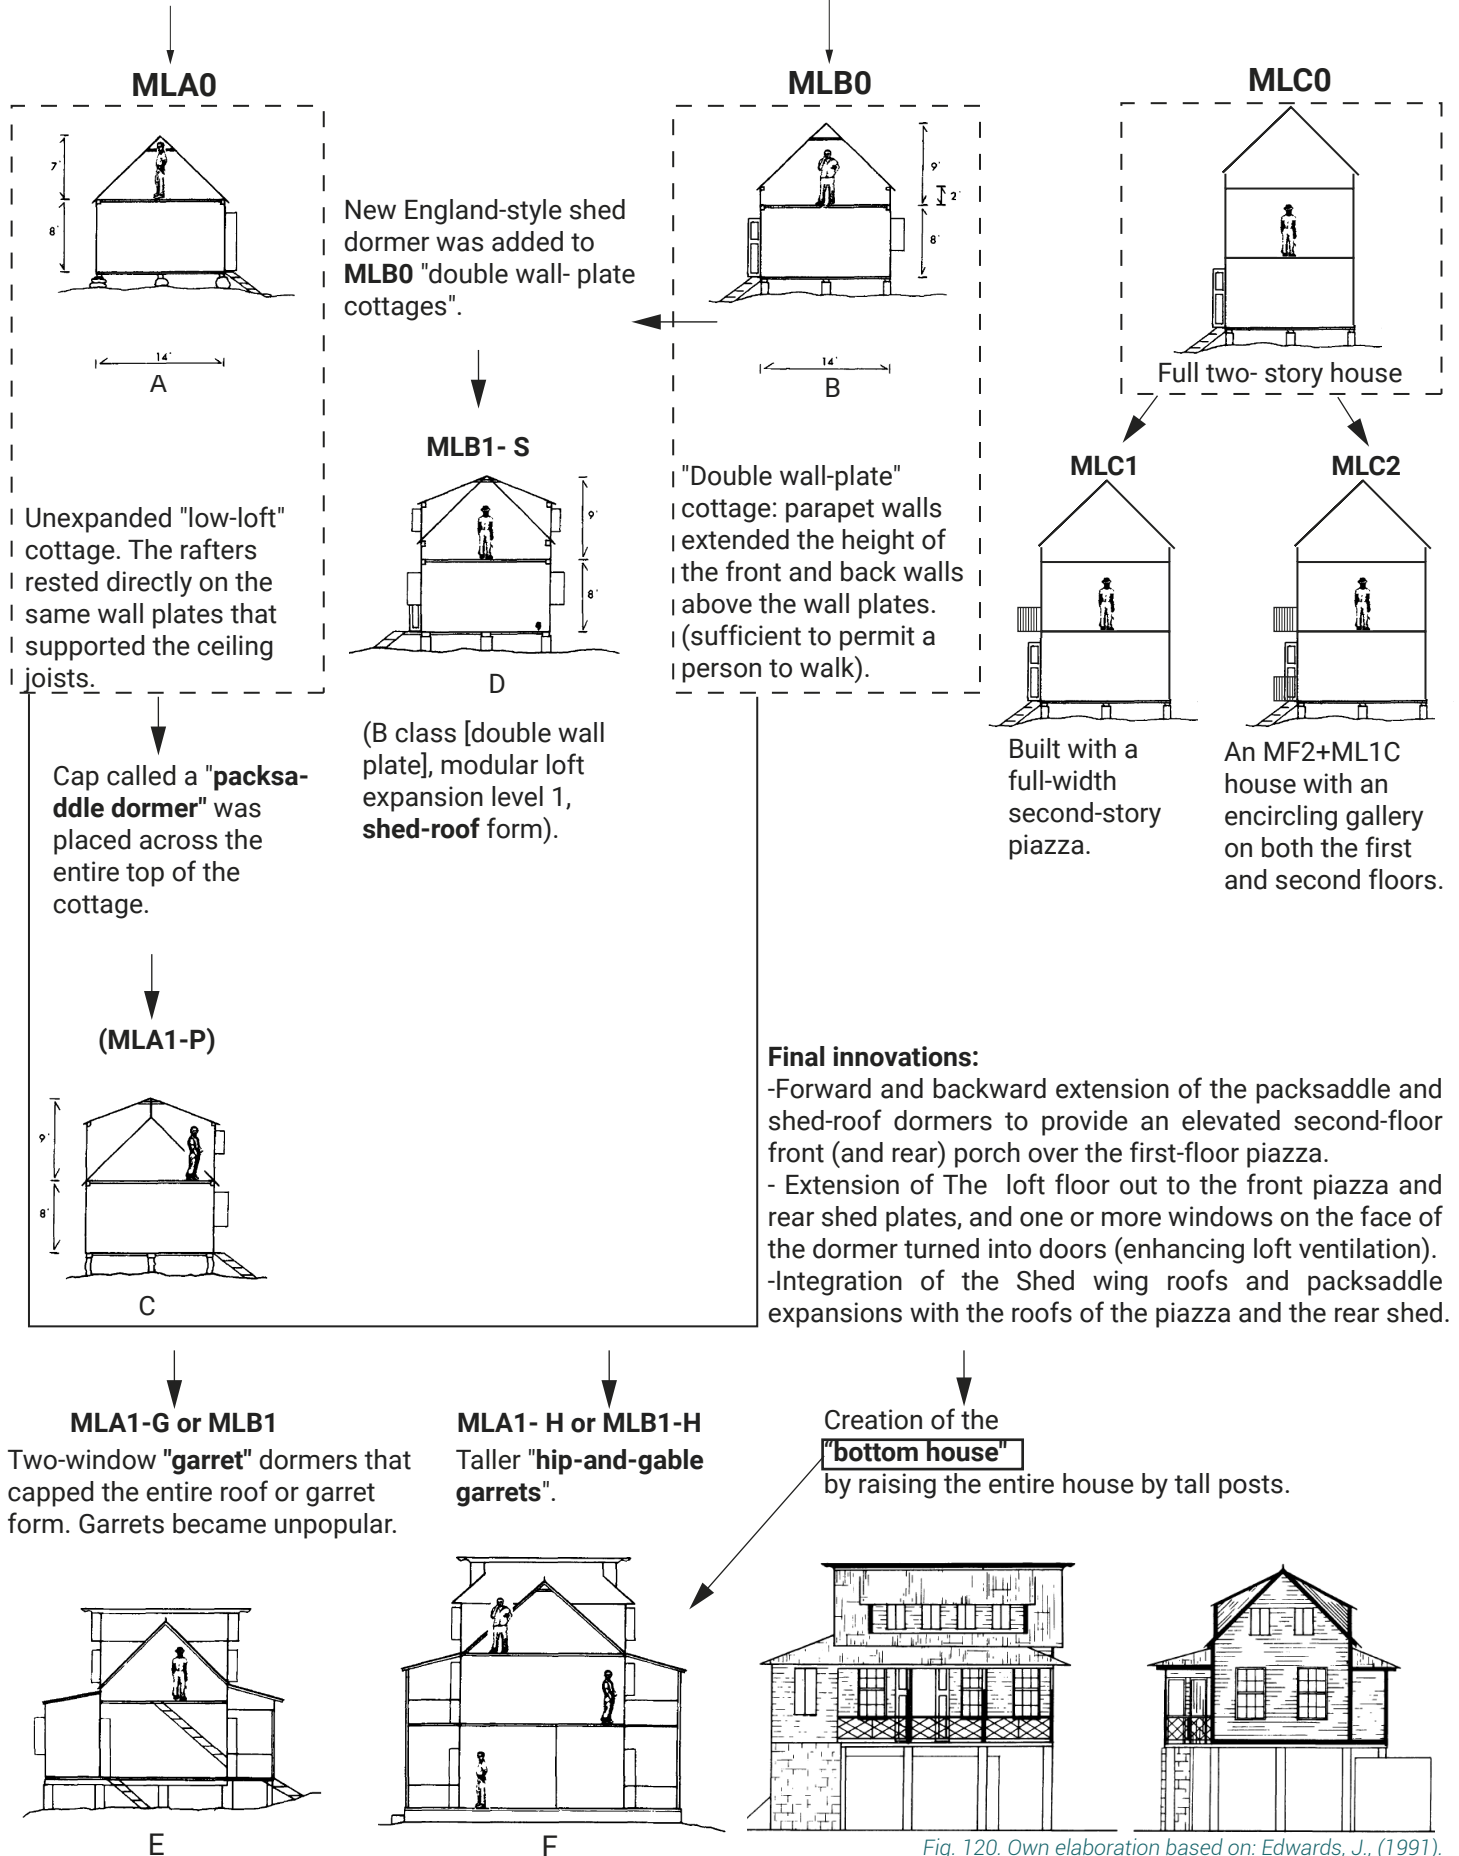 MLA0
7'
8'
14'
A
Unexpanded "low-loft"
cottage. The rafters
rested directly on the
same wall plates that
supported the ceiling
joists.
New England-style shed
dormer was added to
MLB0 "double wall- plate
cottages".
MLB1- S
9'
8'
D
(B class [double wall
plate], modular loft
expansion level 1,
shed-roof form).
MLB0
9'
2'
8'
14'
B
"Double wall-plate"
cottage: parapet walls
extended the height of
the front and back walls
above the wall plates.
(sufficient to permit a
person to walk).
MLC0
Full two- story house
MLC1
Built with a
full-width
second-story
piazza.
MLC2
An MF2+ML1C
house with an
encircling gallery
on both the first
and second floors.
Cap called a "packsa-
ddle dormer" was
placed across the
entire top of the
cottage.
(MLA1-P)
9'
8'
C
Final innovations:
-Forward and backward extension of the packsaddle and
shed-roof dormers to provide an elevated second-floor
front (and rear) porch over the first-floor piazza.
- Extension of The loft floor out to the front piazza and
rear shed plates, and one or more windows on the face of
the dormer turned into doors (enhancing loft ventilation).
-Integration of the Shed wing roofs and packsaddle
expansions with the roofs of the piazza and the rear shed.
MLA1-G or MLB1
Two-window "garret" dormers that
capped the entire roof or garret
form. Garrets became unpopular.
E
MLA1- H or MLB1-H
Taller "hip-and-gable
garrets".
F
Creation of the
"bottom house"
by raising the entire house by tall posts.
Fig. 120. Own elaboration based on: Edwards, J., (1991).